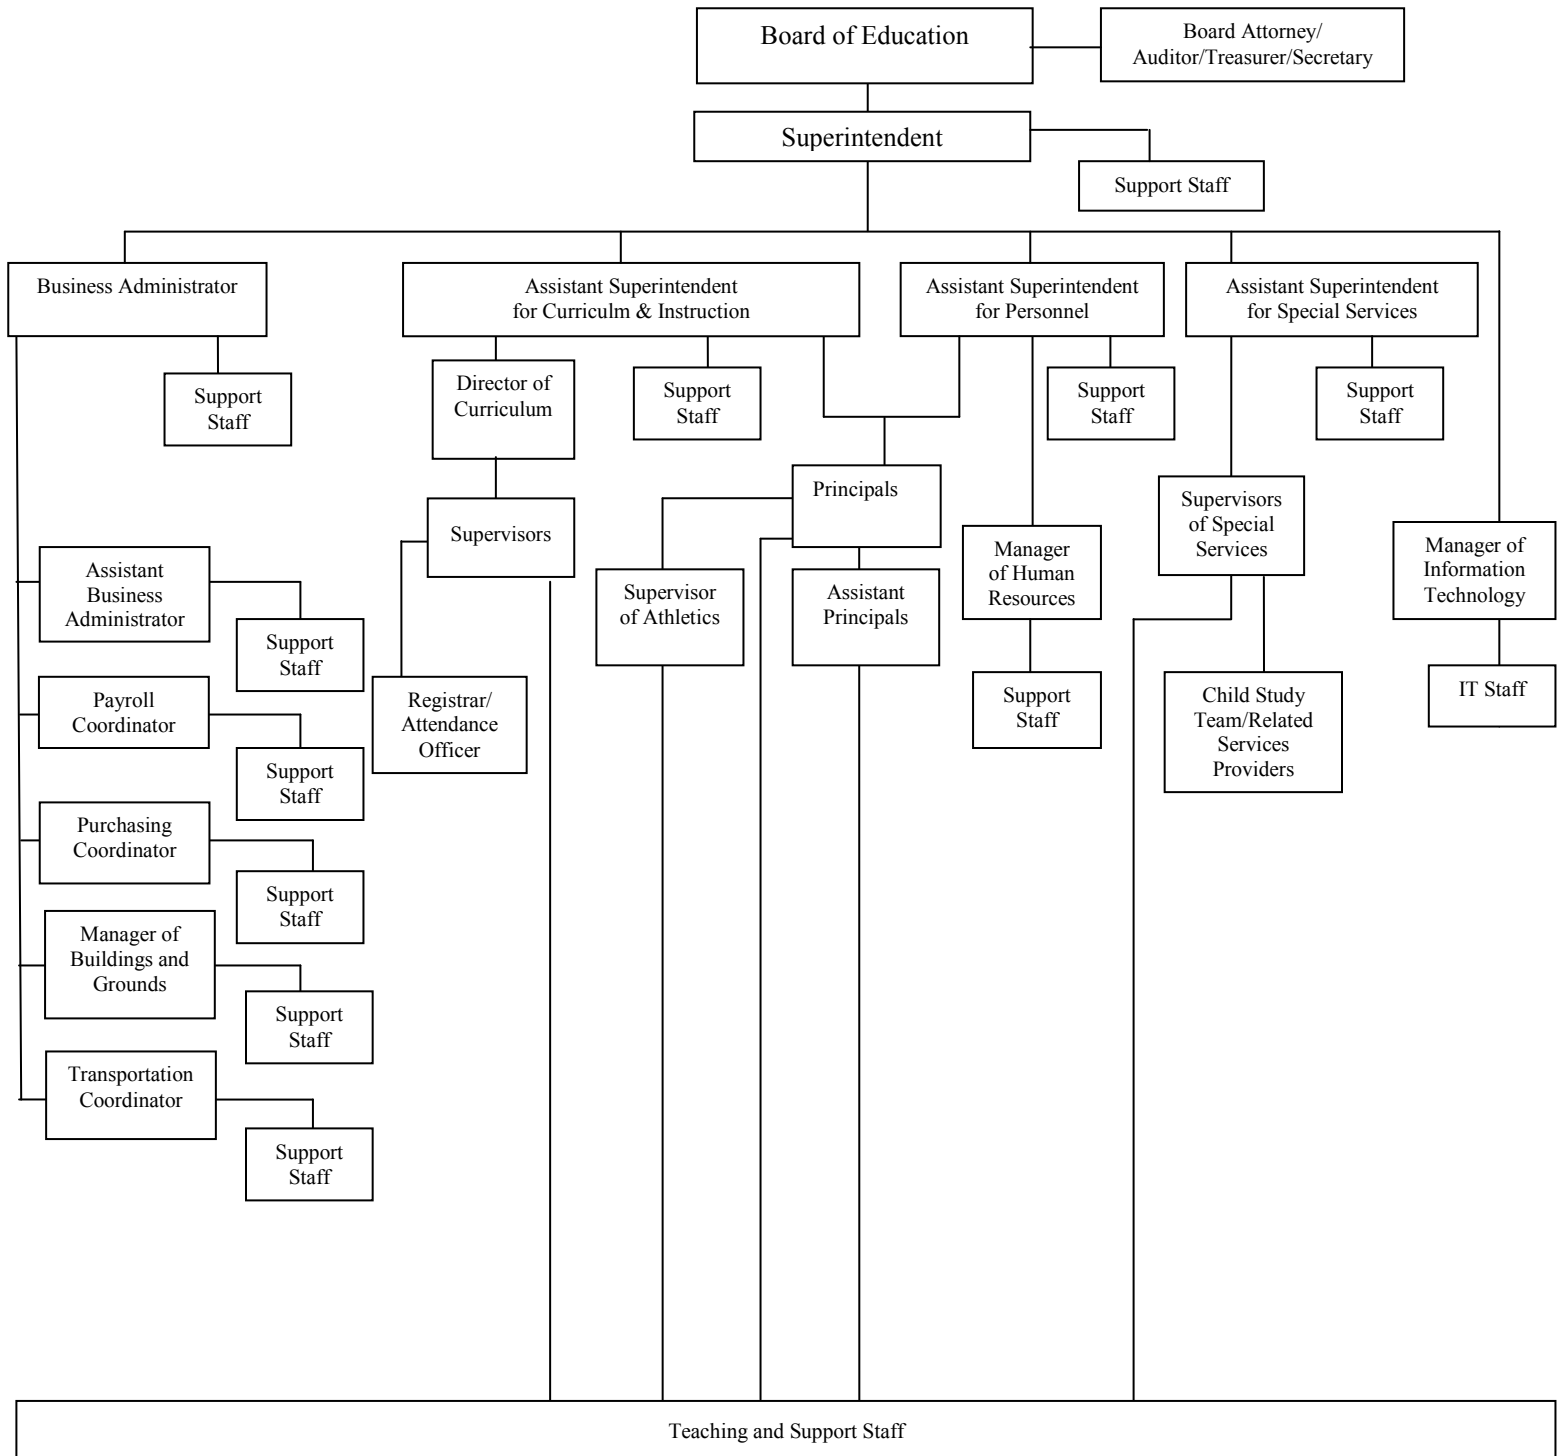 Board of Education
Board Attorney/
Auditor/Treasurer/Secretary
Superintendent
Support Staff
Business Administrator
Assistant Superintendent
for Curriculm & Instruction
Assistant Superintendent
for Personnel
Assistant Superintendent
for Special Services
Support
Staff
Director of
Curriculum
Support
Staff
Support
Staff
Support
Staff
Principals
Supervisors
Supervisors
of Special
Services
Manager
of Human
Resources
Manager of
Information
Technology
Assistant
Business
Administrator
Support
Staff
Supervisor
of Athletics
Assistant
Principals
Payroll
Coordinator
Support
Staff
Registrar/
Attendance
Officer
Support
Staff
Child Study
Team/Related
Services
Providers
IT Staff
Purchasing
Coordinator
Support
Staff
Manager of
Buildings and
Grounds
Support
Staff
Transportation
Coordinator
Support
Staff
Teaching and Support Staff